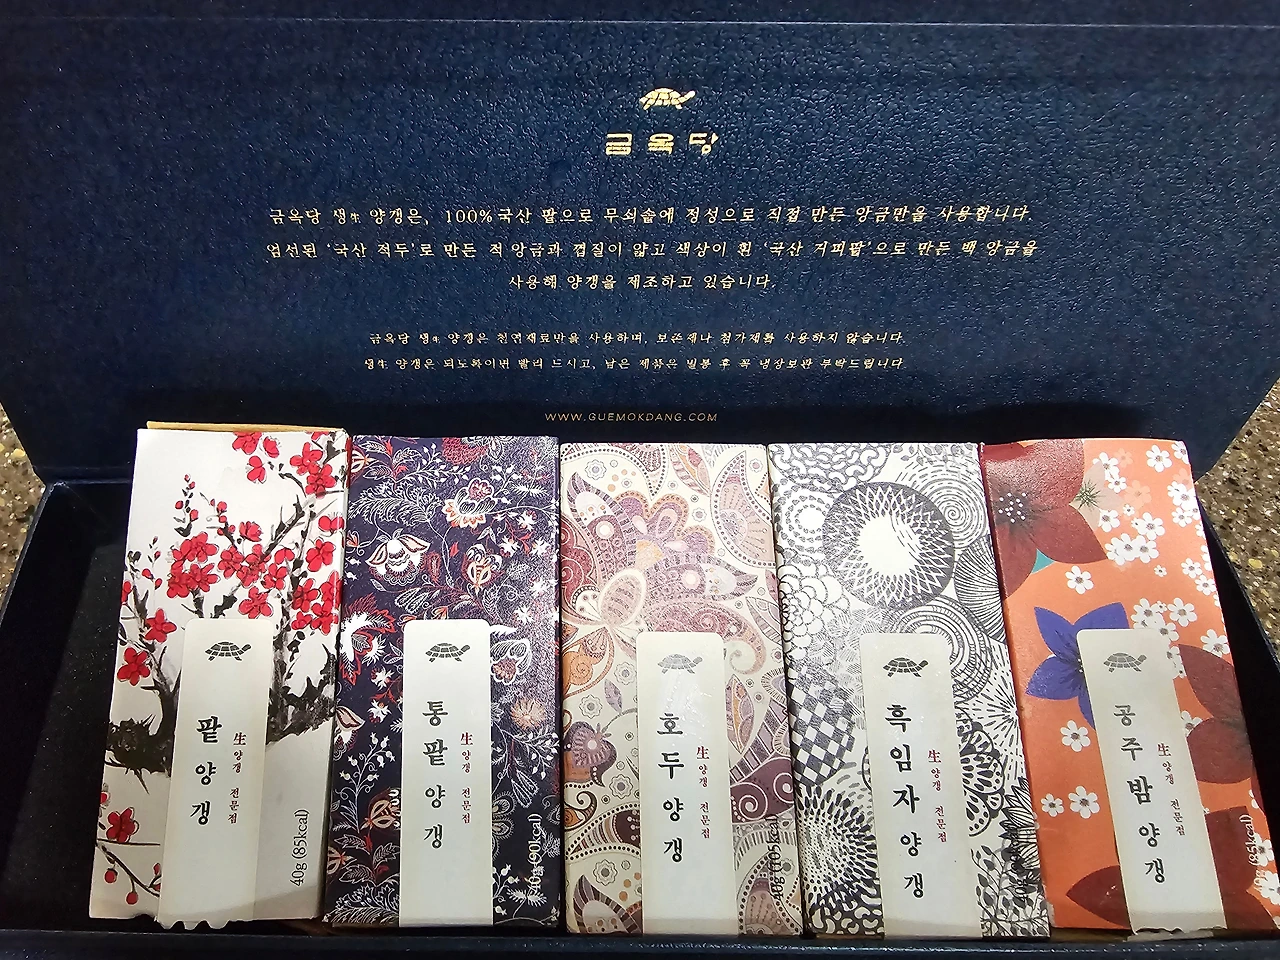 금옥당
금옥당 생生 양갱은, 100% 국산 팥으로 무쇠솥에 정성으로 직접 만든 앙금만을 사용합니다.
엄선된 '국산 적두'로 만든 적 앙금과 껍질이 얇고 색상이 흰 '국산 거피팥'으로 만든 백 앙금을
사용해 양갱을 제조하고 있습니다.
금옥당 생生 양갱은 천연재료만을 사용하며, 보존제나 첨가제를 사용하지 않습니다.
생生 양갱은 되도록이면 빨리 드시고, 남은 제품은 밀봉 후 꼭 냉장보관 부탁드립니다.
WWW.GUEMOKDANG.COM
팥양갱
生양갱 전문점
40g (85kcal)
통팥양갱
生양갱 전문점
40g (90kcal)
호두양갱
生양갱 전문점
흑임자양갱
生양갱 전문점
공주밤양갱
生양갱 전문점
(85kcal)